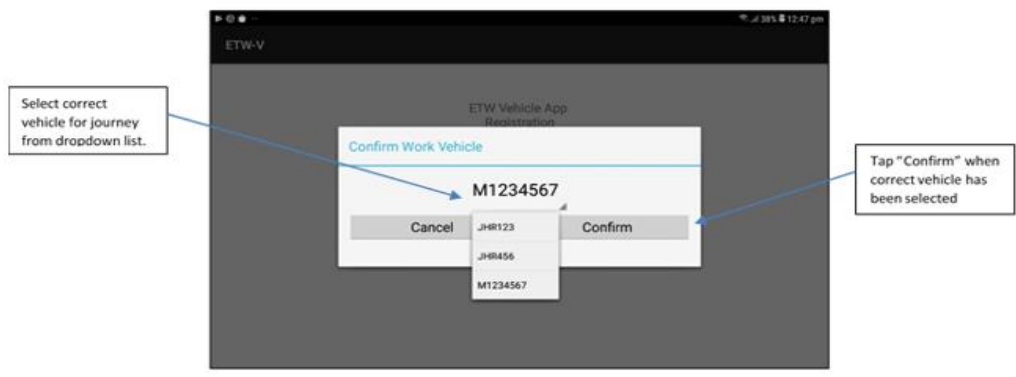 38% 12:47 pm
ETW-V
ETW Vehicle App
Registration
Select correct
vehicle for journey
from dropdown list.
Confirm Work Vehicle
M1234567
Cancel
Confirm
JHR123
JHR456
M1234567
Tap "Confirm" when
correct vehicle has
been selected